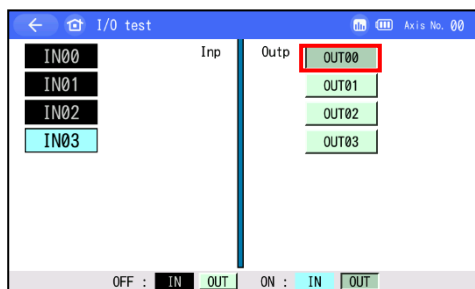 I/O test Axis No. 00
IN00 Inp Outp OUT00
IN01 OUT01
IN02 OUT02
IN03 OUT03
OFF : IN OUT ON : IN OUT